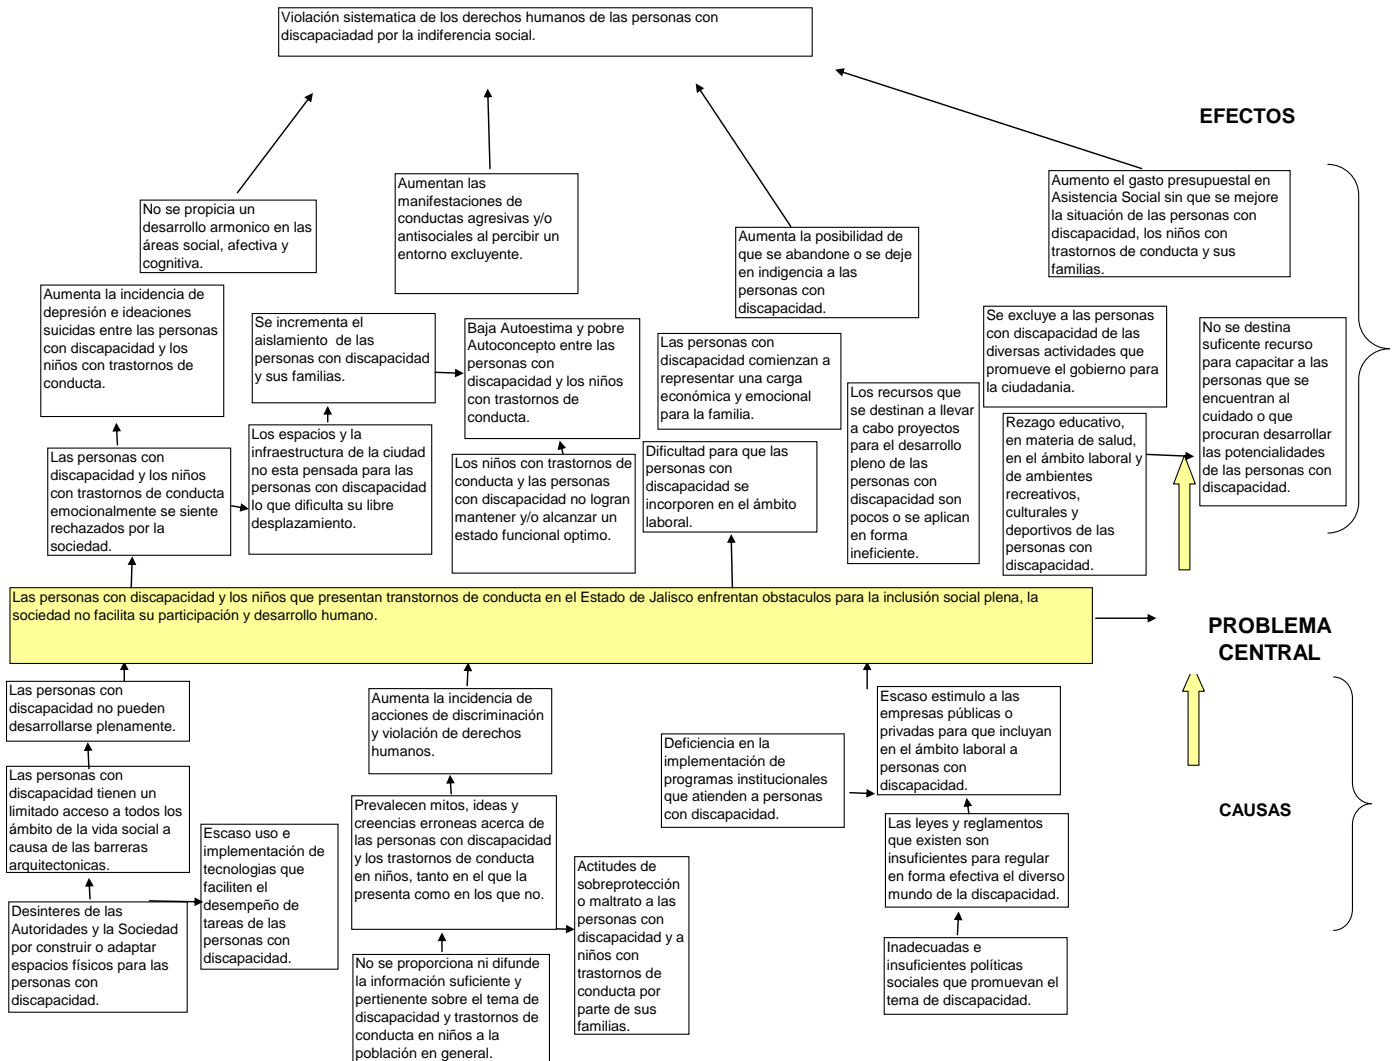 Violación sistematica de los derechos humanos de las personas con
discapaciadad por la indiferencia social.
EFECTOS
No se propicia un
desarrollo armonico en las
áreas social, afectiva y
cognitiva.
Aumentan las
manifestaciones de
conductas agresivas y/o
antisociales al percibir un
entorno excluyente.
Aumenta la posibilidad de
que se abandone o se deje
en indigencia a las
personas con
discapacidad.
Aumento el gasto presupuestal en
Asistencia Social sin que se mejore
la situación de las personas con
discapacidad, los niños con
trastornos de conducta y sus
familias.
Aumenta la incidencia de
depresión e ideaciones
suicidas entre las personas
con discapacidad y los
niños con trastornos de
conducta.
Se incrementa el
aislamiento de las
personas con discapacidad
y sus familias.
Baja Autoestima y pobre
Autoconcepto entre las
personas con
discapacidad y los niños
con trastornos de
conducta.
Las personas con
discapacidad comienzan a
representar una carga
económica y emocional
para la familia.
Los recursos que
se destinan a llevar
a cabo proyectos
para el desarrollo
pleno de las
personas con
discapacidad son
pocos o se aplican
en forma
ineficiente.
Se excluye a las personas
con discapacidad de las
diversas actividades que
promueve el gobierno para
la ciudadania.
No se destina
suficente recurso
para capacitar a las
personas que se
encuentran al
cuidado o que
procuran desarrollar
las potencialidades
de las personas con
discapacidad.
Las personas con
discapacidad y los niños
con trastornos de conducta
emocionalmente se siente
rechazados por la
sociedad.
Los espacios y la
infraestructura de la ciudad
no esta pensada para las
personas con discapacidad
lo que dificulta su libre
desplazamiento.
Los niños con trastornos de
conducta y las personas
con discapacidad no logran
mantener y/o alcanzar un
estado funcional optimo.
Dificultad para que las
personas con
discapacidad se
incorporen en el ámbito
laboral.
Rezago educativo,
en materia de salud,
en el ámbito laboral y
de ambientes
recreativos,
culturales y
deportivos de las
personas con
discapacidad.
Las personas con discapacidad y los niños que presentan transtornos de conducta en el Estado de Jalisco enfrentan obstaculos para la inclusión social plena, la
sociedad no facilita su participación y desarrollo humano.
PROBLEMA
CENTRAL
Las personas con
discapacidad no pueden
desarrollarse plenamente.
Aumenta la incidencia de
acciones de discriminación
y violación de derechos
humanos.
Deficiencia en la
implementación de
programas institucionales
que atienden a personas
con discapacidad.
Escaso estimulo a las
empresas públicas o
privadas para que incluyan
en el ámbito laboral a
personas con
discapacidad.
CAUSAS
Las personas con
discapacidad tienen un
limitado acceso a todos los
ámbito de la vida social a
causa de las barreras
arquitectonicas.
Escaso uso e
implementación de
tecnologias que
faciliten el
desempeño de
tareas de las
personas con
discapacidad.
Prevalecen mitos, ideas y
creencias erroneas acerca de
las personas con discapacidad
y los trastornos de conducta
en niños, tanto en el que la
presenta como en los que no.
Actitudes de
sobreprotección
o maltrato a las
personas con
discapacidad y a
niños con
trastornos de
conducta por
parte de sus
familias.
Las leyes y reglamentos
que existen son
insuficientes para regular
en forma efectiva el diverso
mundo de la discapacidad.
Desinteres de las
Autoridades y la Sociedad
por construir o adaptar
espacios físicos para las
personas con
discapacidad.
No se proporciona ni difunde
la información suficiente y
pertienente sobre el tema de
discapacidad y trastornos de
conducta en niños a la
población en general.
Inadecuadas e
insuficientes políticas
sociales que promuevan el
tema de discapacidad.